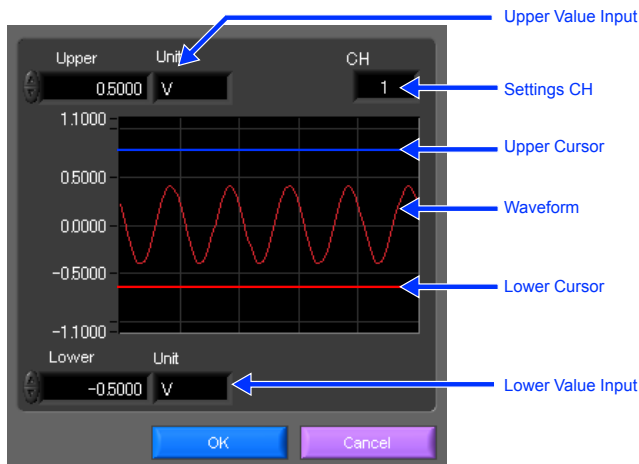 Upper Value Input
Upper Unit CH
0.5000 V 1
Settings CH
1.1000
Upper Cursor
0.5000
Waveform
0.0000
-0.5000
Lower Cursor
-1.1000
Lower Unit
-0.5000 V
Lower Value Input
OK Cancel